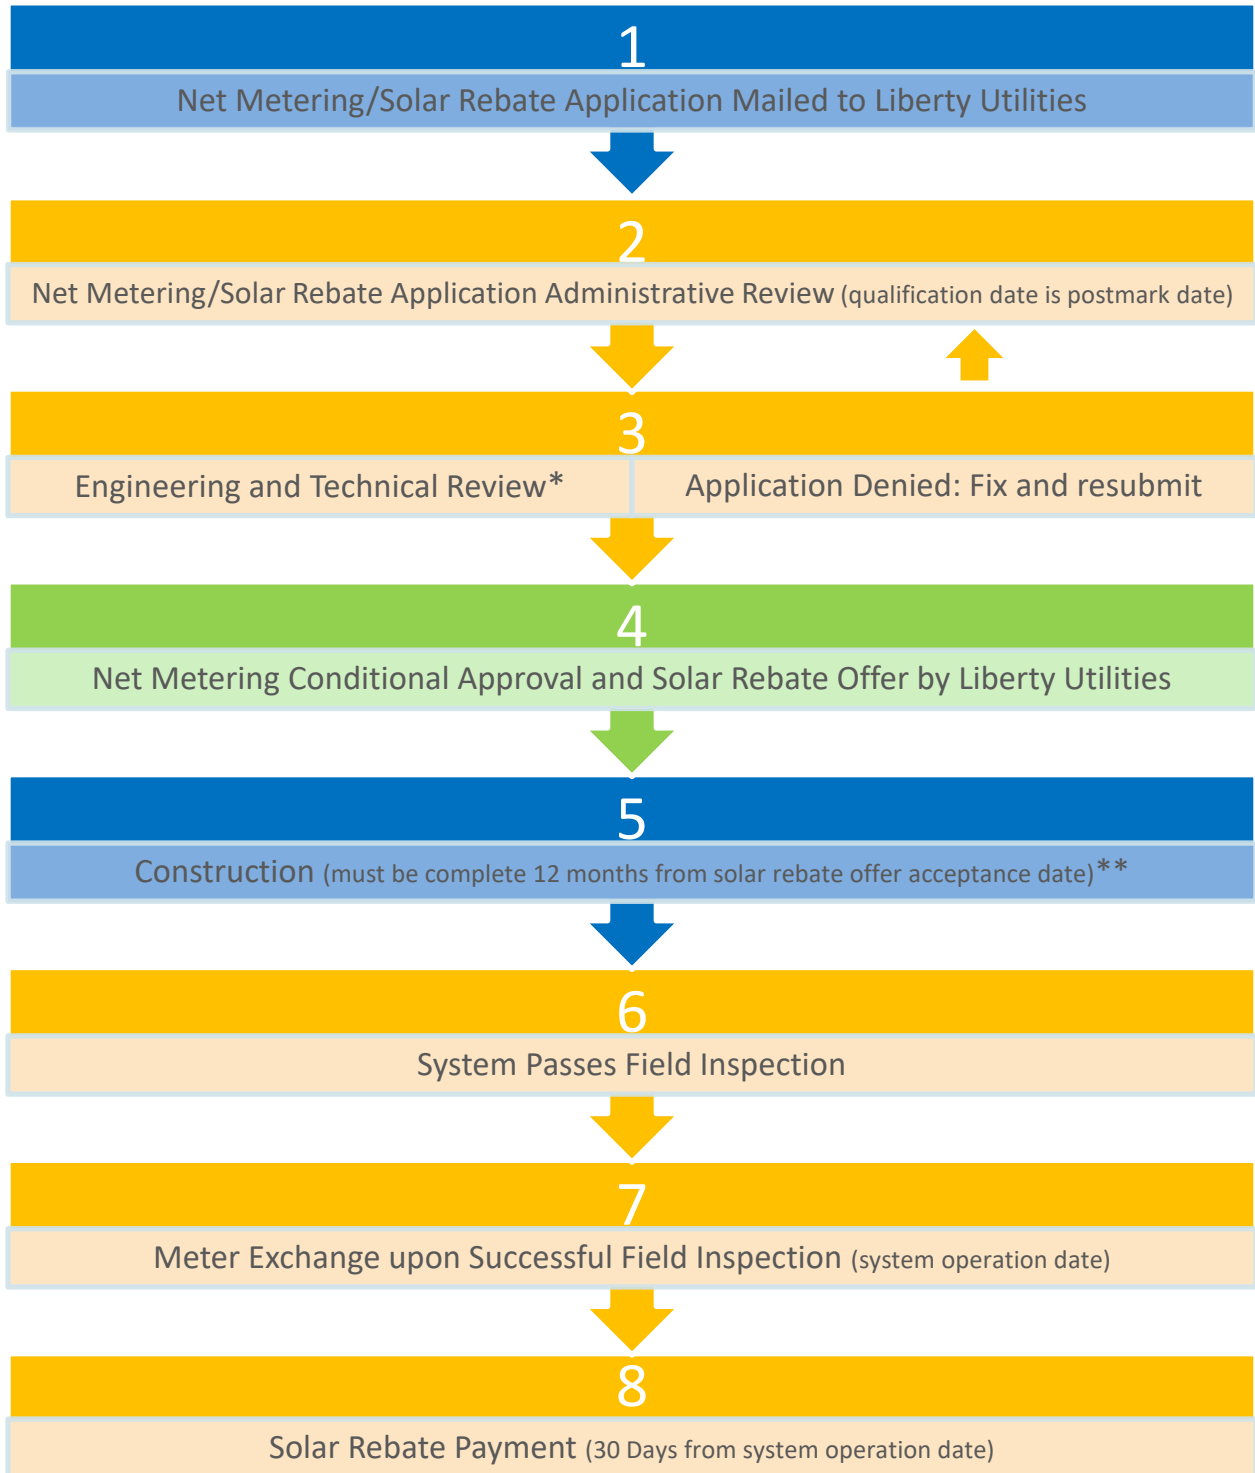 1
Net Metering/Solar Rebate Application Mailed to Liberty Utilities
2
Net Metering/Solar Rebate Application Administrative Review (qualification date is postmark date)
3
Engineering and Technical Review*
Application Denied: Fix and resubmit
4
Net Metering Conditional Approval and Solar Rebate Offer by Liberty Utilities
5
Construction (must be complete 12 months from solar rebate offer acceptance date)**
6
System Passes Field Inspection
7
Meter Exchange upon Successful Field Inspection (system operation date)
8
Solar Rebate Payment (30 Days from system operation date)